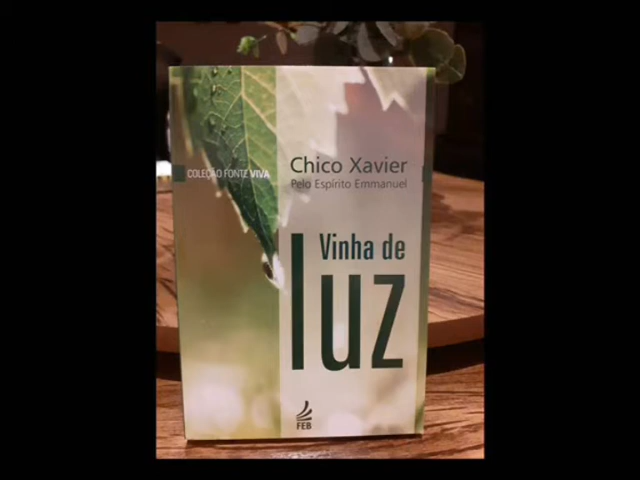 COLEÇÃO FONTE VIVA
Chico Xavier
Pelo Espírito Emmanuel
Vinha de
luz
FEB